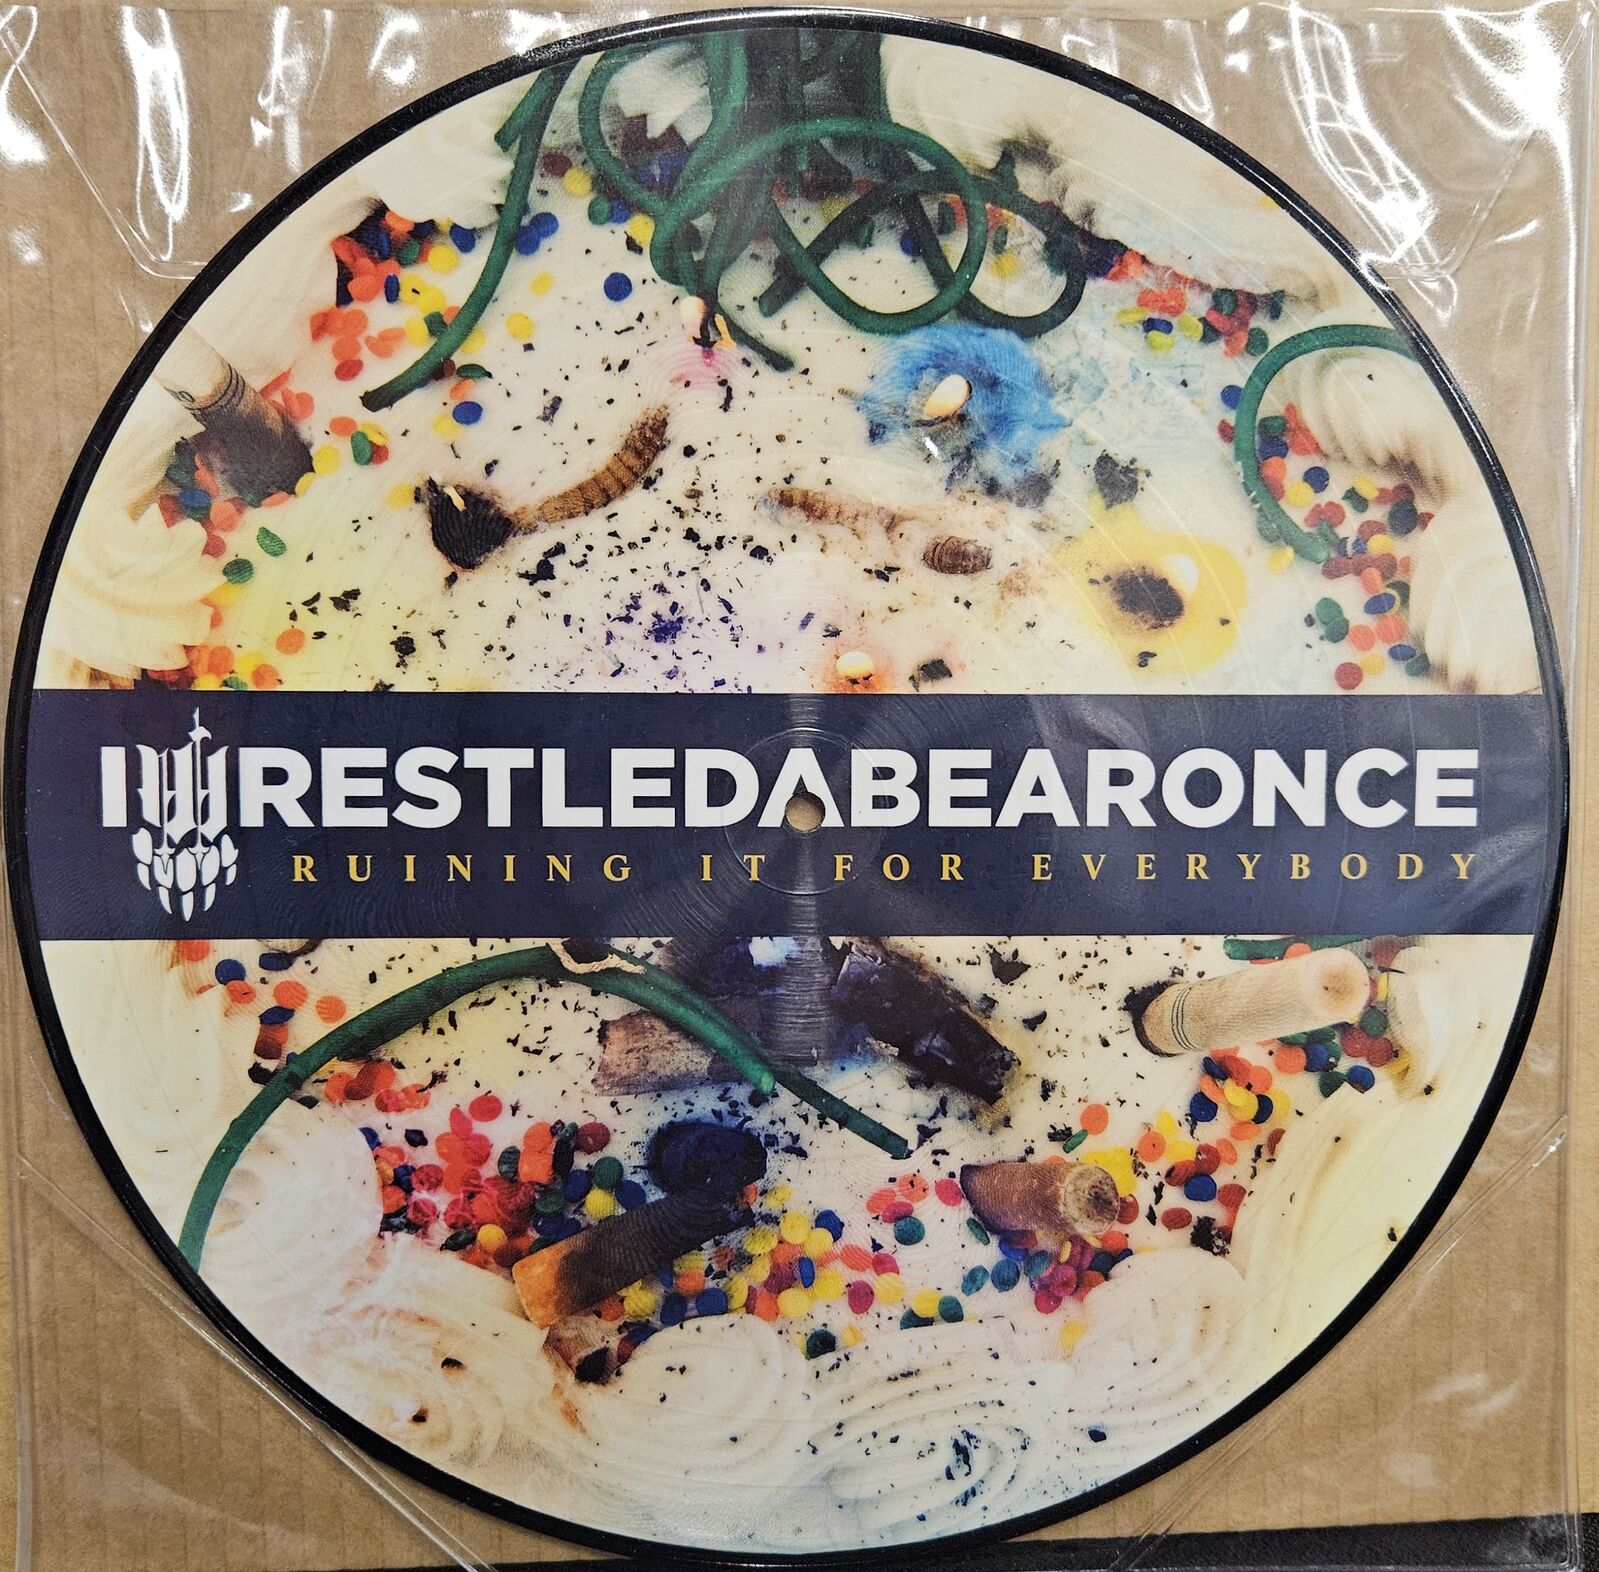 IWRESTLEDABEARONCE
RUINING IT FOR EVERYBODY